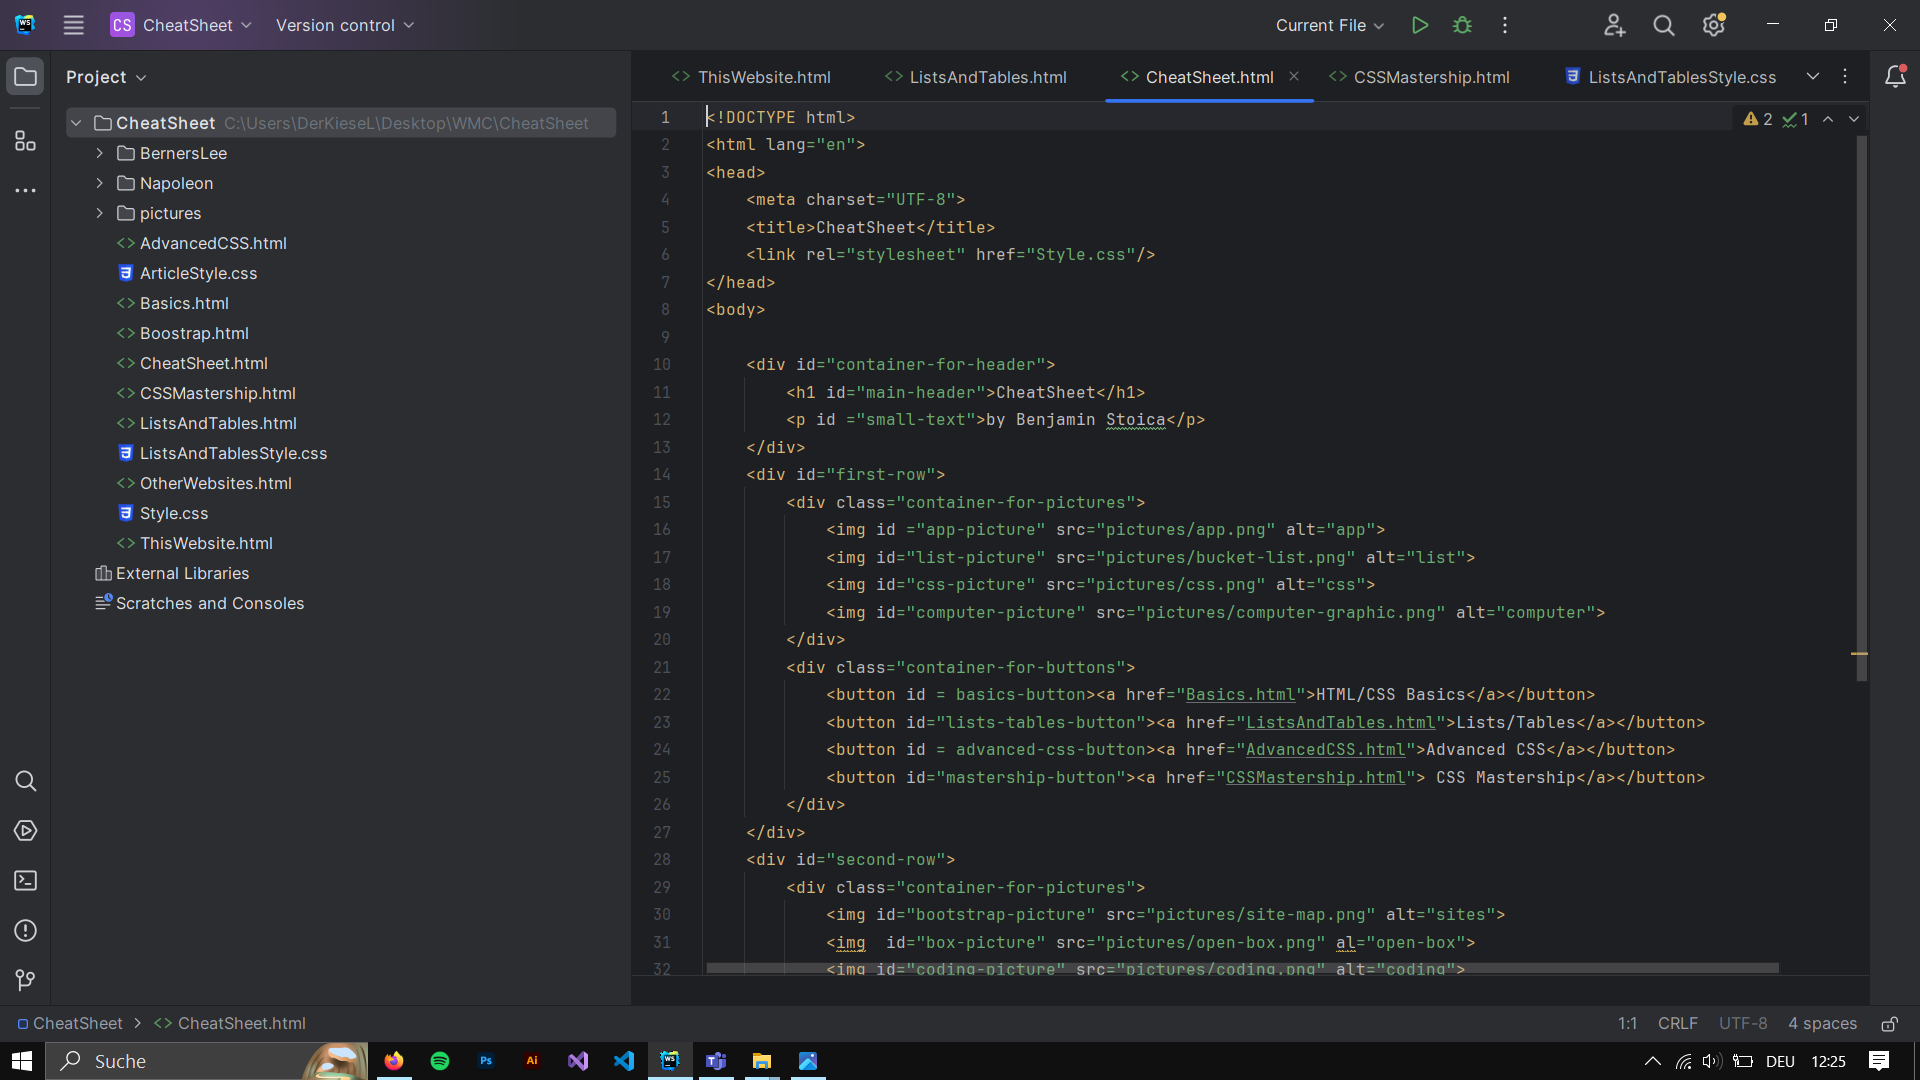 CS CheatSheet Version control Current File
Project
ThisWebsite.html ListsAndTables.html CheatSheet.html CSSMastership.html ListsAndTablesStyle.css
CheatSheet C:\Users\DerKieseL\Desktop\WMC\CheatSheet
BernersLee
Napoleon
pictures
AdvancedCSS.html
ArticleStyle.css
Basics.html
Boostrap.html
CheatSheet.html
CSSMastership.html
ListsAndTables.html
ListsAndTablesStyle.css
OtherWebsites.html
Style.css
ThisWebsite.html
External Libraries
Scratches and Consoles
2 1
1 <!DOCTYPE html>
2 <html lang="en">
3 <head>
4 <meta charset="UTF-8">
5 <title>CheatSheet</title>
6 <link rel="stylesheet" href="Style.css"/>
7 </head>
8 <body>
9
10 <div id="container-for-header">
11 <h1 id="main-header">CheatSheet</h1>
12 <p id ="small-text">by Benjamin Stoica</p>
13 </div>
14 <div id="first-row">
15 <div class="container-for-pictures">
16 <img id ="app-picture" src="pictures/app.png" alt="app">
17 <img id="list-picture" src="pictures/bucket-list.png" alt="list">
18 <img id="css-picture" src="pictures/css.png" alt="css">
19 <img id="computer-picture" src="pictures/computer-graphic.png" alt="computer">
20 </div>
21 <div class="container-for-buttons">
22 <button id = basics-button><a href="Basics.html">HTML/CSS Basics</a></button>
23 <button id="lists-tables-button"><a href="ListsAndTables.html">Lists/Tables</a></button>
24 <button id = advanced-css-button><a href="AdvancedCSS.html">Advanced CSS</a></button>
25 <button id="mastership-button"><a href="CSSMastership.html"> CSS Mastership</a></button>
26 </div>
27 </div>
28 <div id="second-row">
29 <div class="container-for-pictures">
30 <img id="bootstrap-picture" src="pictures/site-map.png" alt="sites">
31 <img  id="box-picture" src="pictures/open-box.png" al="open-box">
32 <img id="coding-picture" src="pictures/coding.png" alt="coding">
CheatSheet > CheatSheet.html 1:1 CRLF UTF-8 4 spaces
Suche DEU 12:25